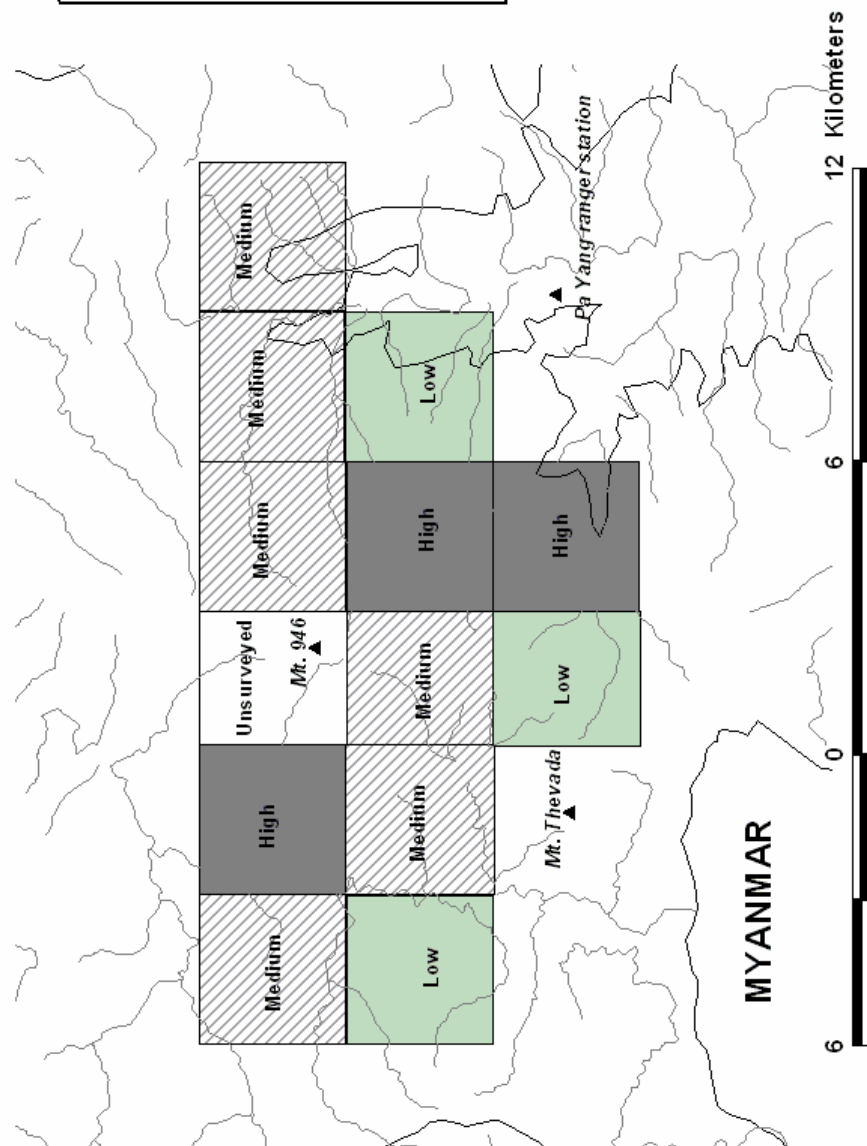 Medium
High
Unsurveyed
Mt. 946
Medium
Medium
Medium
Low
Medium
Medium
High
Low
Mt. Thevada
Low
High
Pa Yang ranger station
MYANMAR
6 0 6 12 Kilometers